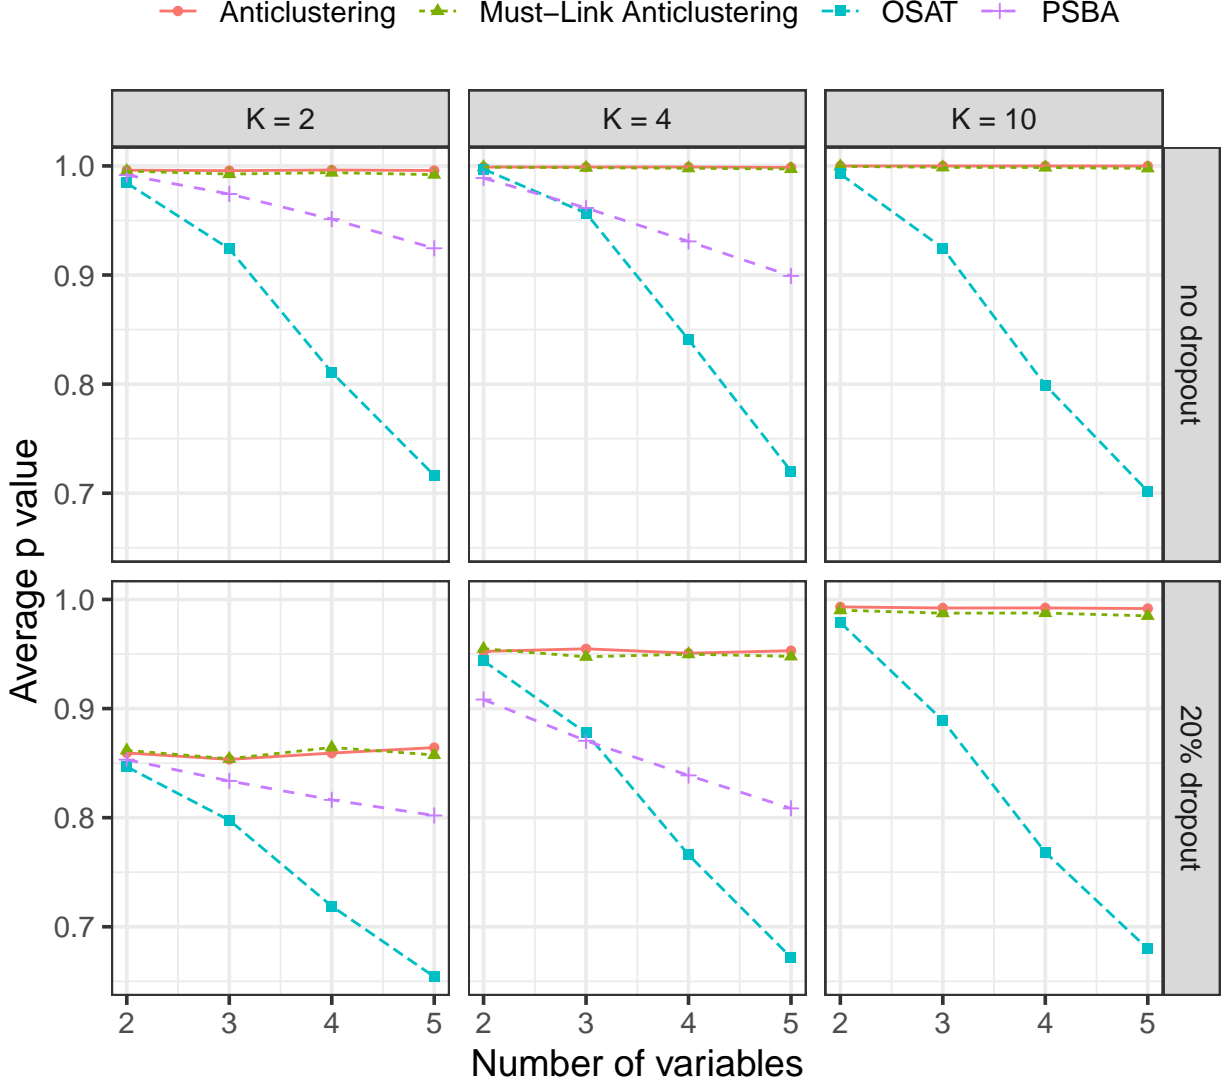 Anticlustering Must−Link Anticlustering OSAT PSBA
K = 2 K = 4 K = 10
1.0
0.9
0.8
0.7
no dropout
1.0
0.9
0.8
0.7
20% dropout
2 3 4 5 2 3 4 5 2 3 4 5
Number of variables
Average p value